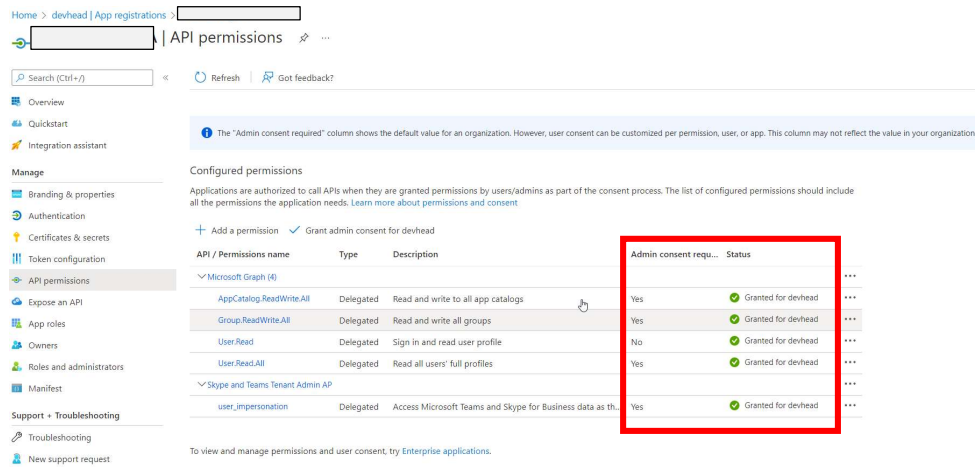 Home > devhead | App registrations >
| API permissions ...
Search (Ctrl+/) «
Refresh Got feedback?
Overview
Quickstart
Integration assistant
The "Admin consent required" column shows the default value for an organization. However, user consent can be customized per permission, user, or app. This column may not reflect the value in your organization
Manage
Branding & properties
Authentication
Certificates & secrets
Token configuration
API permissions
Expose an API
App roles
Owners
Roles and administrators
Manifest
Support + Troubleshooting
Troubleshooting
New support request
Configured permissions
Applications are authorized to call APIs when they are granted permissions by users/admins as part of the consent process. The list of configured permissions should include
all the permissions the application needs. Learn more about permissions and consent
+ Add a permission Grant admin consent for devhead
API / Permissions name Type Description Admin consent requ... Status
Microsoft Graph (4) ...
AppCatalog.ReadWrite.All Delegated Read and write to all app catalogs Yes Granted for devhead ...
Group.ReadWrite.All Delegated Read and write all groups Yes Granted for devhead ...
User.Read Delegated Sign in and read user profile No Granted for devhead ...
User.Read.All Delegated Read all users' full profiles Yes Granted for devhead ...
Skype and Teams Tenant Admin AP ...
user_impersonation Delegated Access Microsoft Teams and Skype for Business data as th... Yes Granted for devhead ...
To view and manage permissions and user consent, try Enterprise applications.